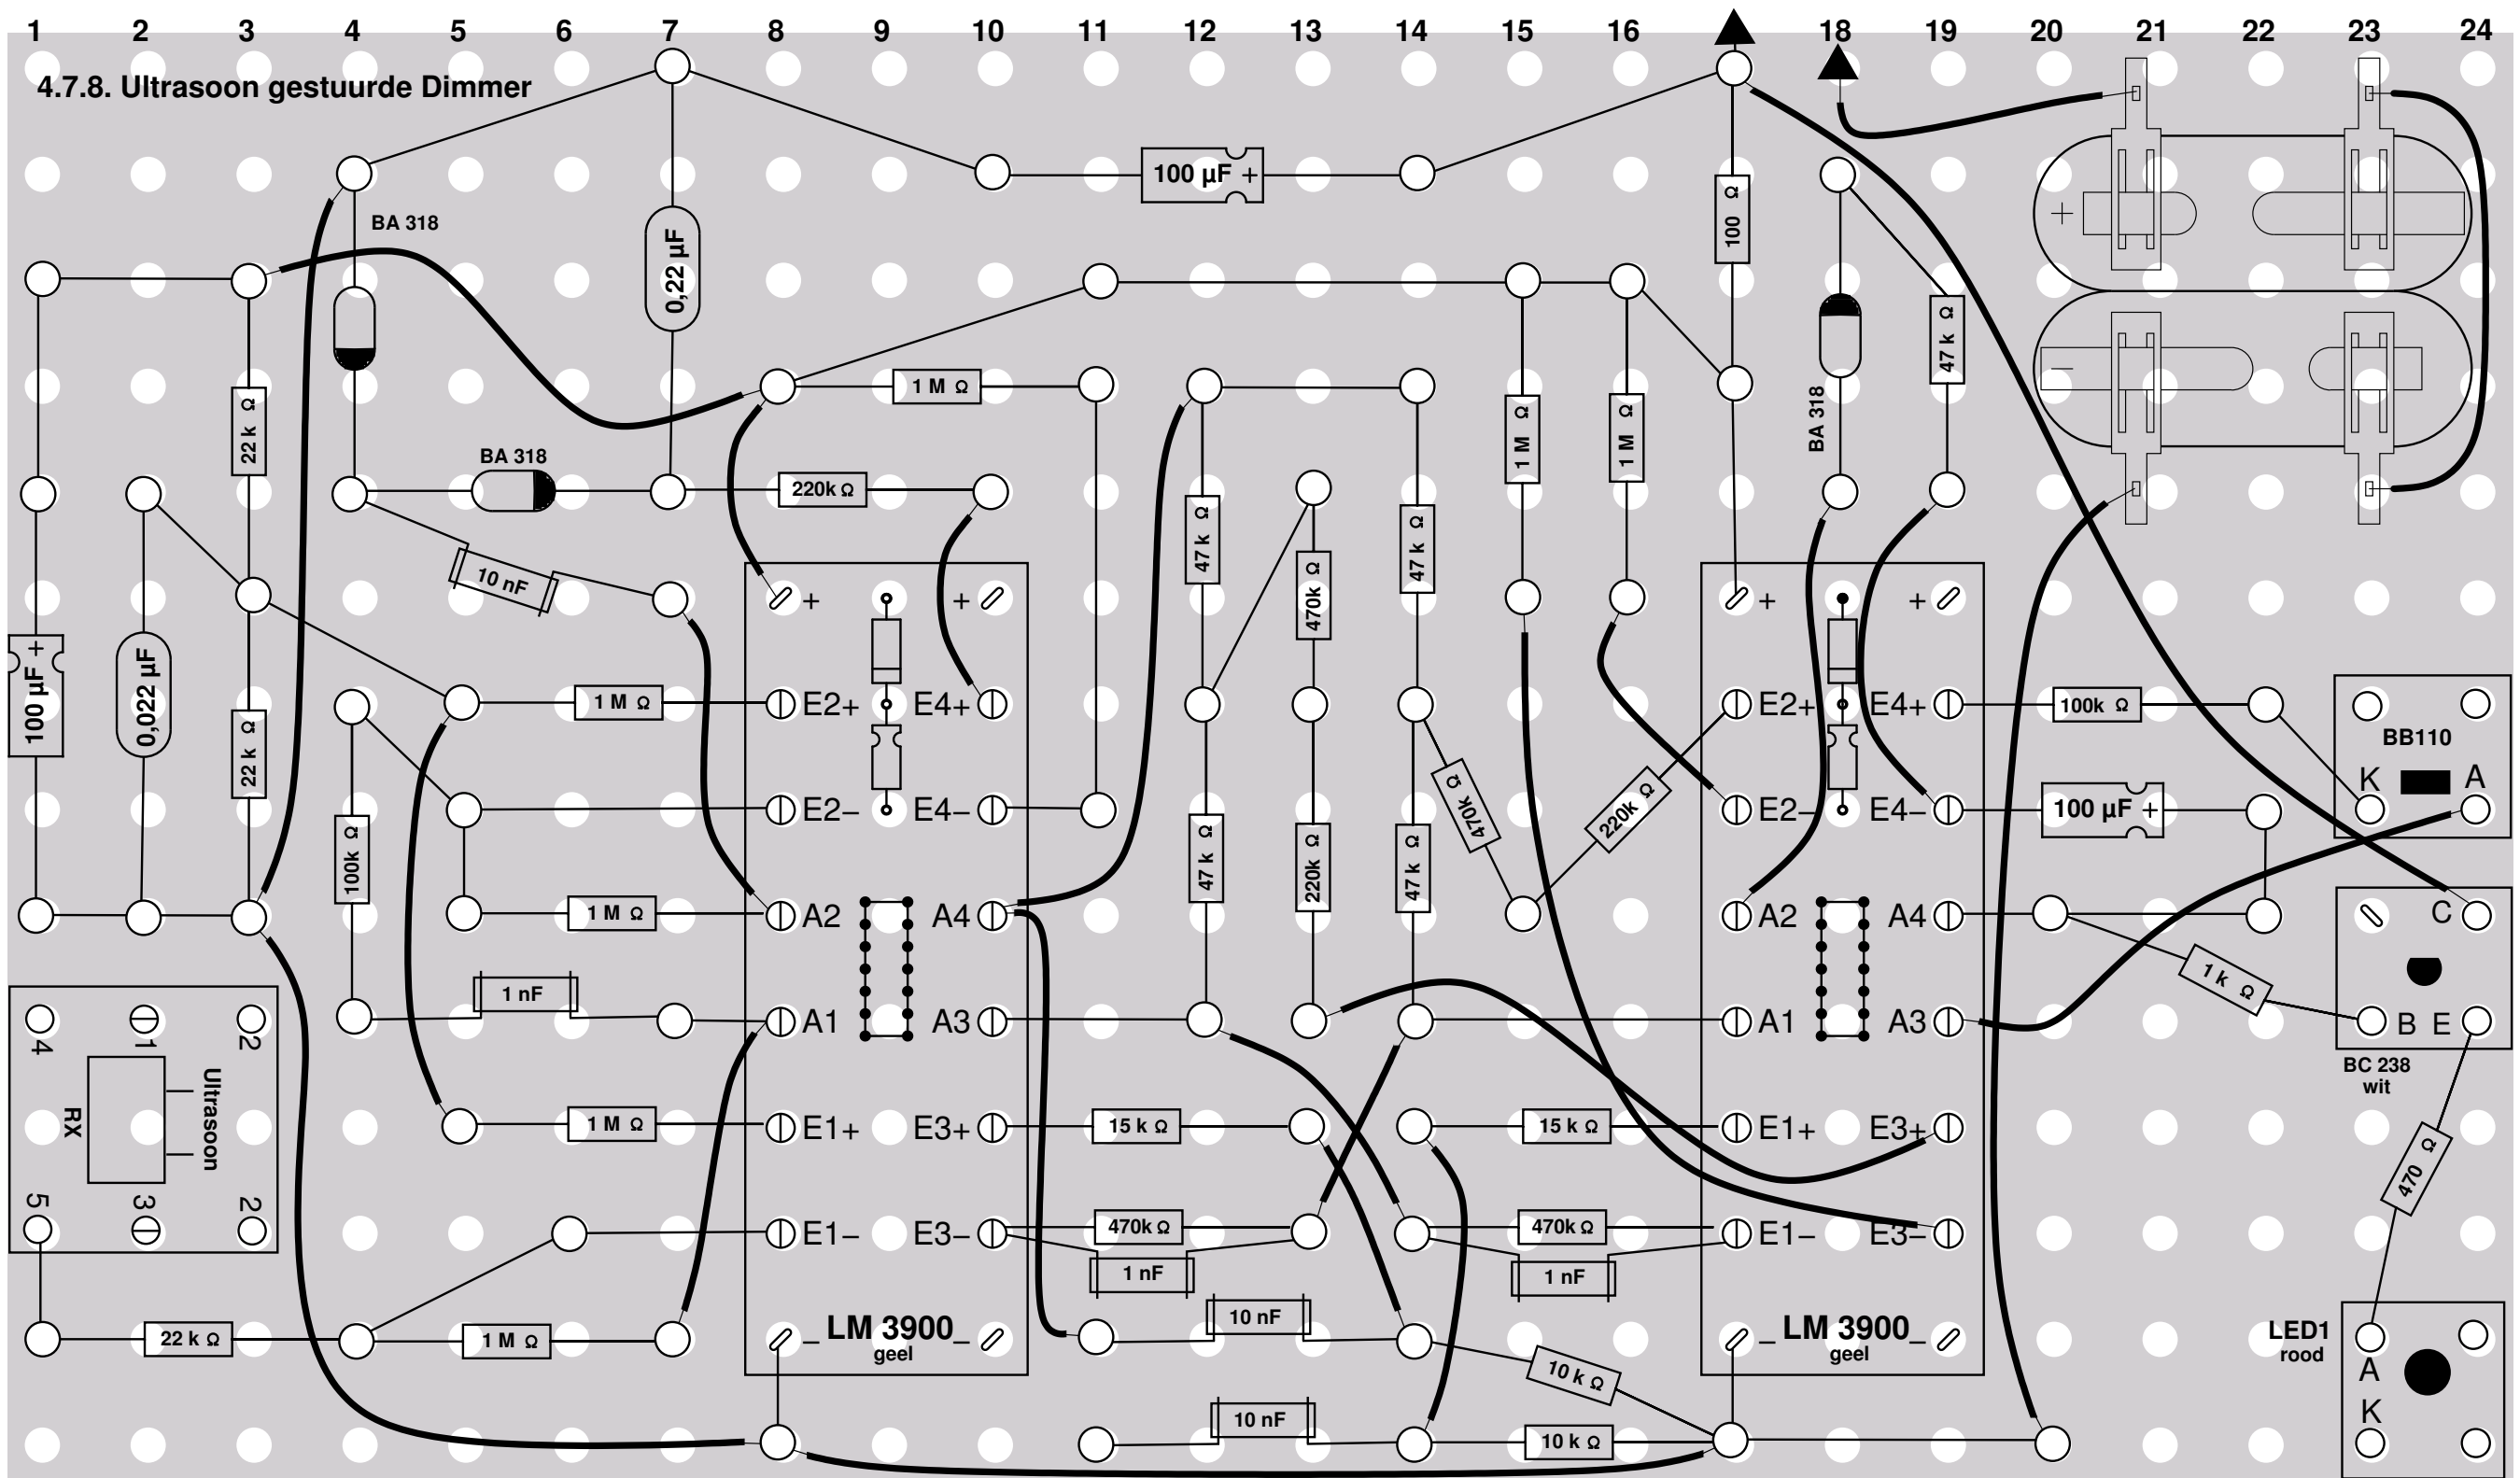 1 2 3 4 5 6 7 8 9 10 11 12 13 14 15 16 18 19 20 21 22 23 24
4.7.8. Ultrasoon gestuurde Dimmer
100 µF +
BA 318
0,22 µF
100 Ω
+
22 k Ω
1 M Ω
1 M Ω
1 M Ω
47 k Ω
BA 318
−
BA 318
220k Ω
10 nF
47 k Ω
470k Ω
47 k Ω
+ +
+ +
100 µF +
0,022 µF
22 k Ω
1 M Ω
E2+ E4+
E2+ E4+
100k Ω
BB110
K A
100k Ω
E2− E4−
470k Ω
220k Ω
E2− E4−
100 µF +
47 k Ω
220k Ω
47 k Ω
1 M Ω
A2 A4
A2 A4
C
1 k Ω
1 nF
A1 A3
A1 A3
B E
BC 238
wit
4 1 2
Ultrasoon
RX
5 3 2
1 M Ω
E1+ E3+
15 k Ω
15 k Ω
E1+ E3+
470 Ω
E1− E3−
470k Ω
470k Ω
E1− E3−
1 nF
1 nF
22 k Ω
1 M Ω
− LM 3900 −
geel
10 nF
10 k Ω
− LM 3900 −
geel
LED1
rood
A
K
10 nF
10 k Ω